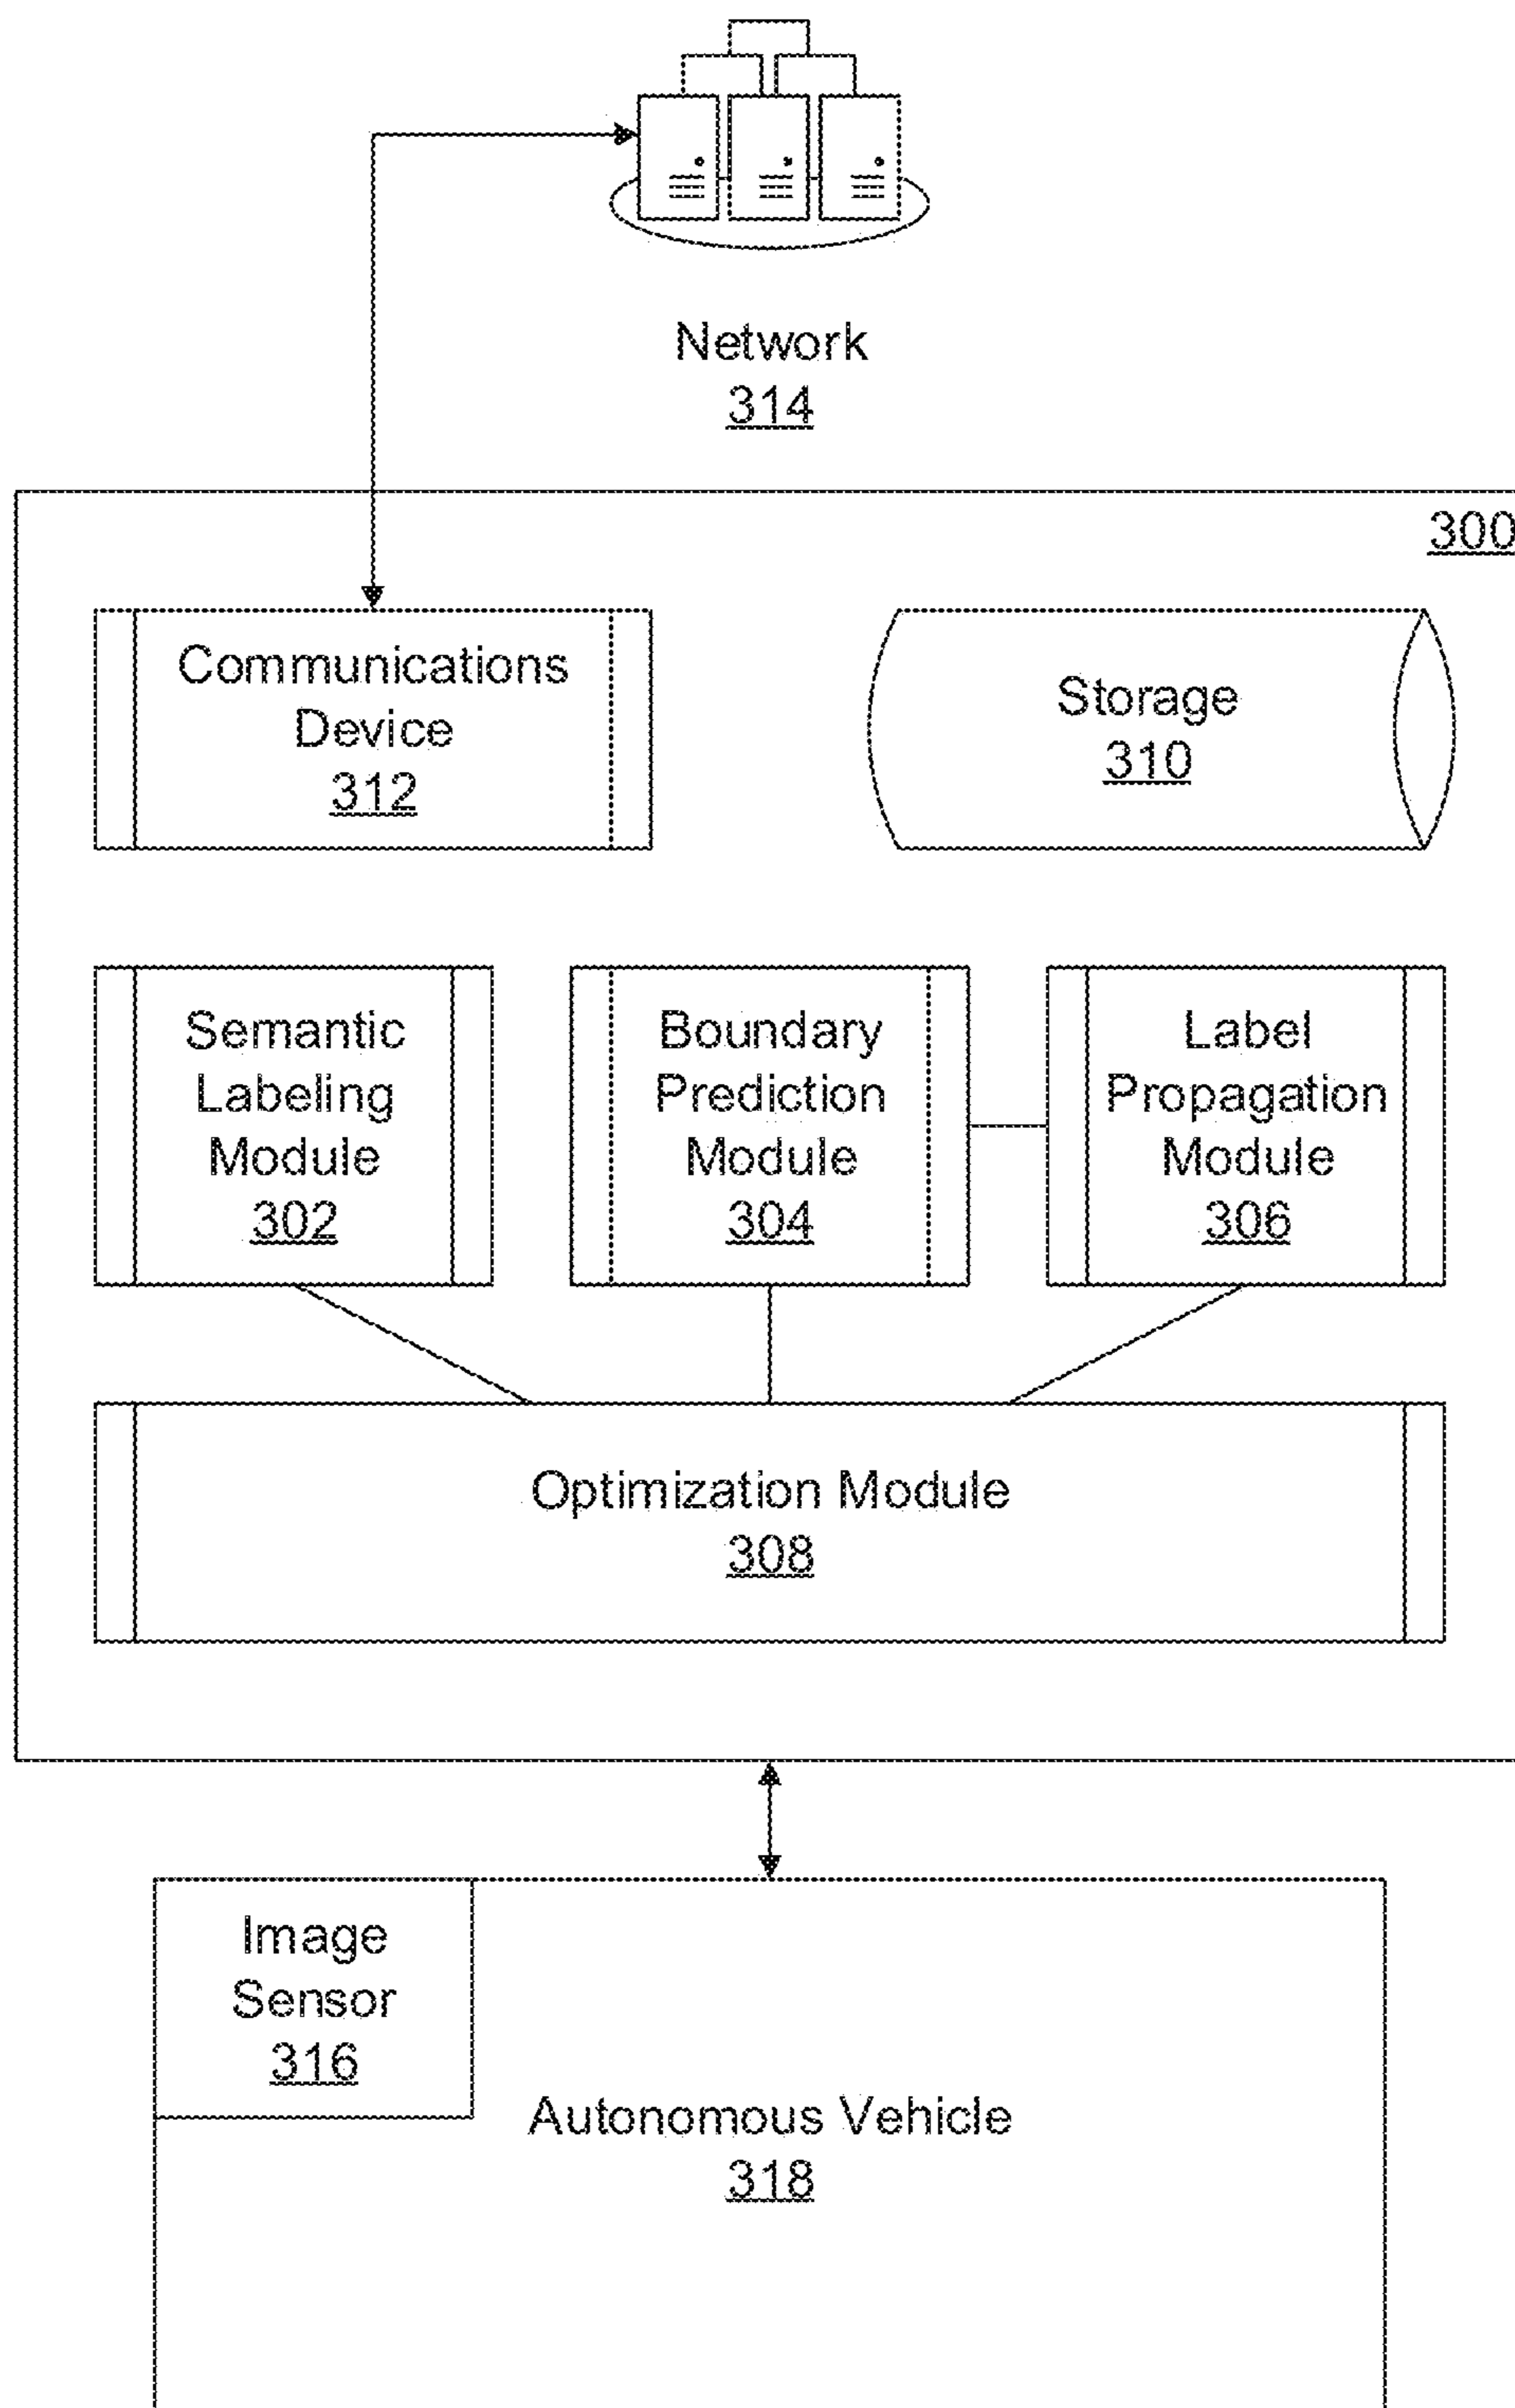 Network
314
300
Communications
Device
312
Storage
310
Semantic
Labeling
Module
302
Boundary
Prediction
Module
304
Label
Propagation
Module
306
Optimization Module
308
Image
Sensor
316
Autonomous Vehicle
318